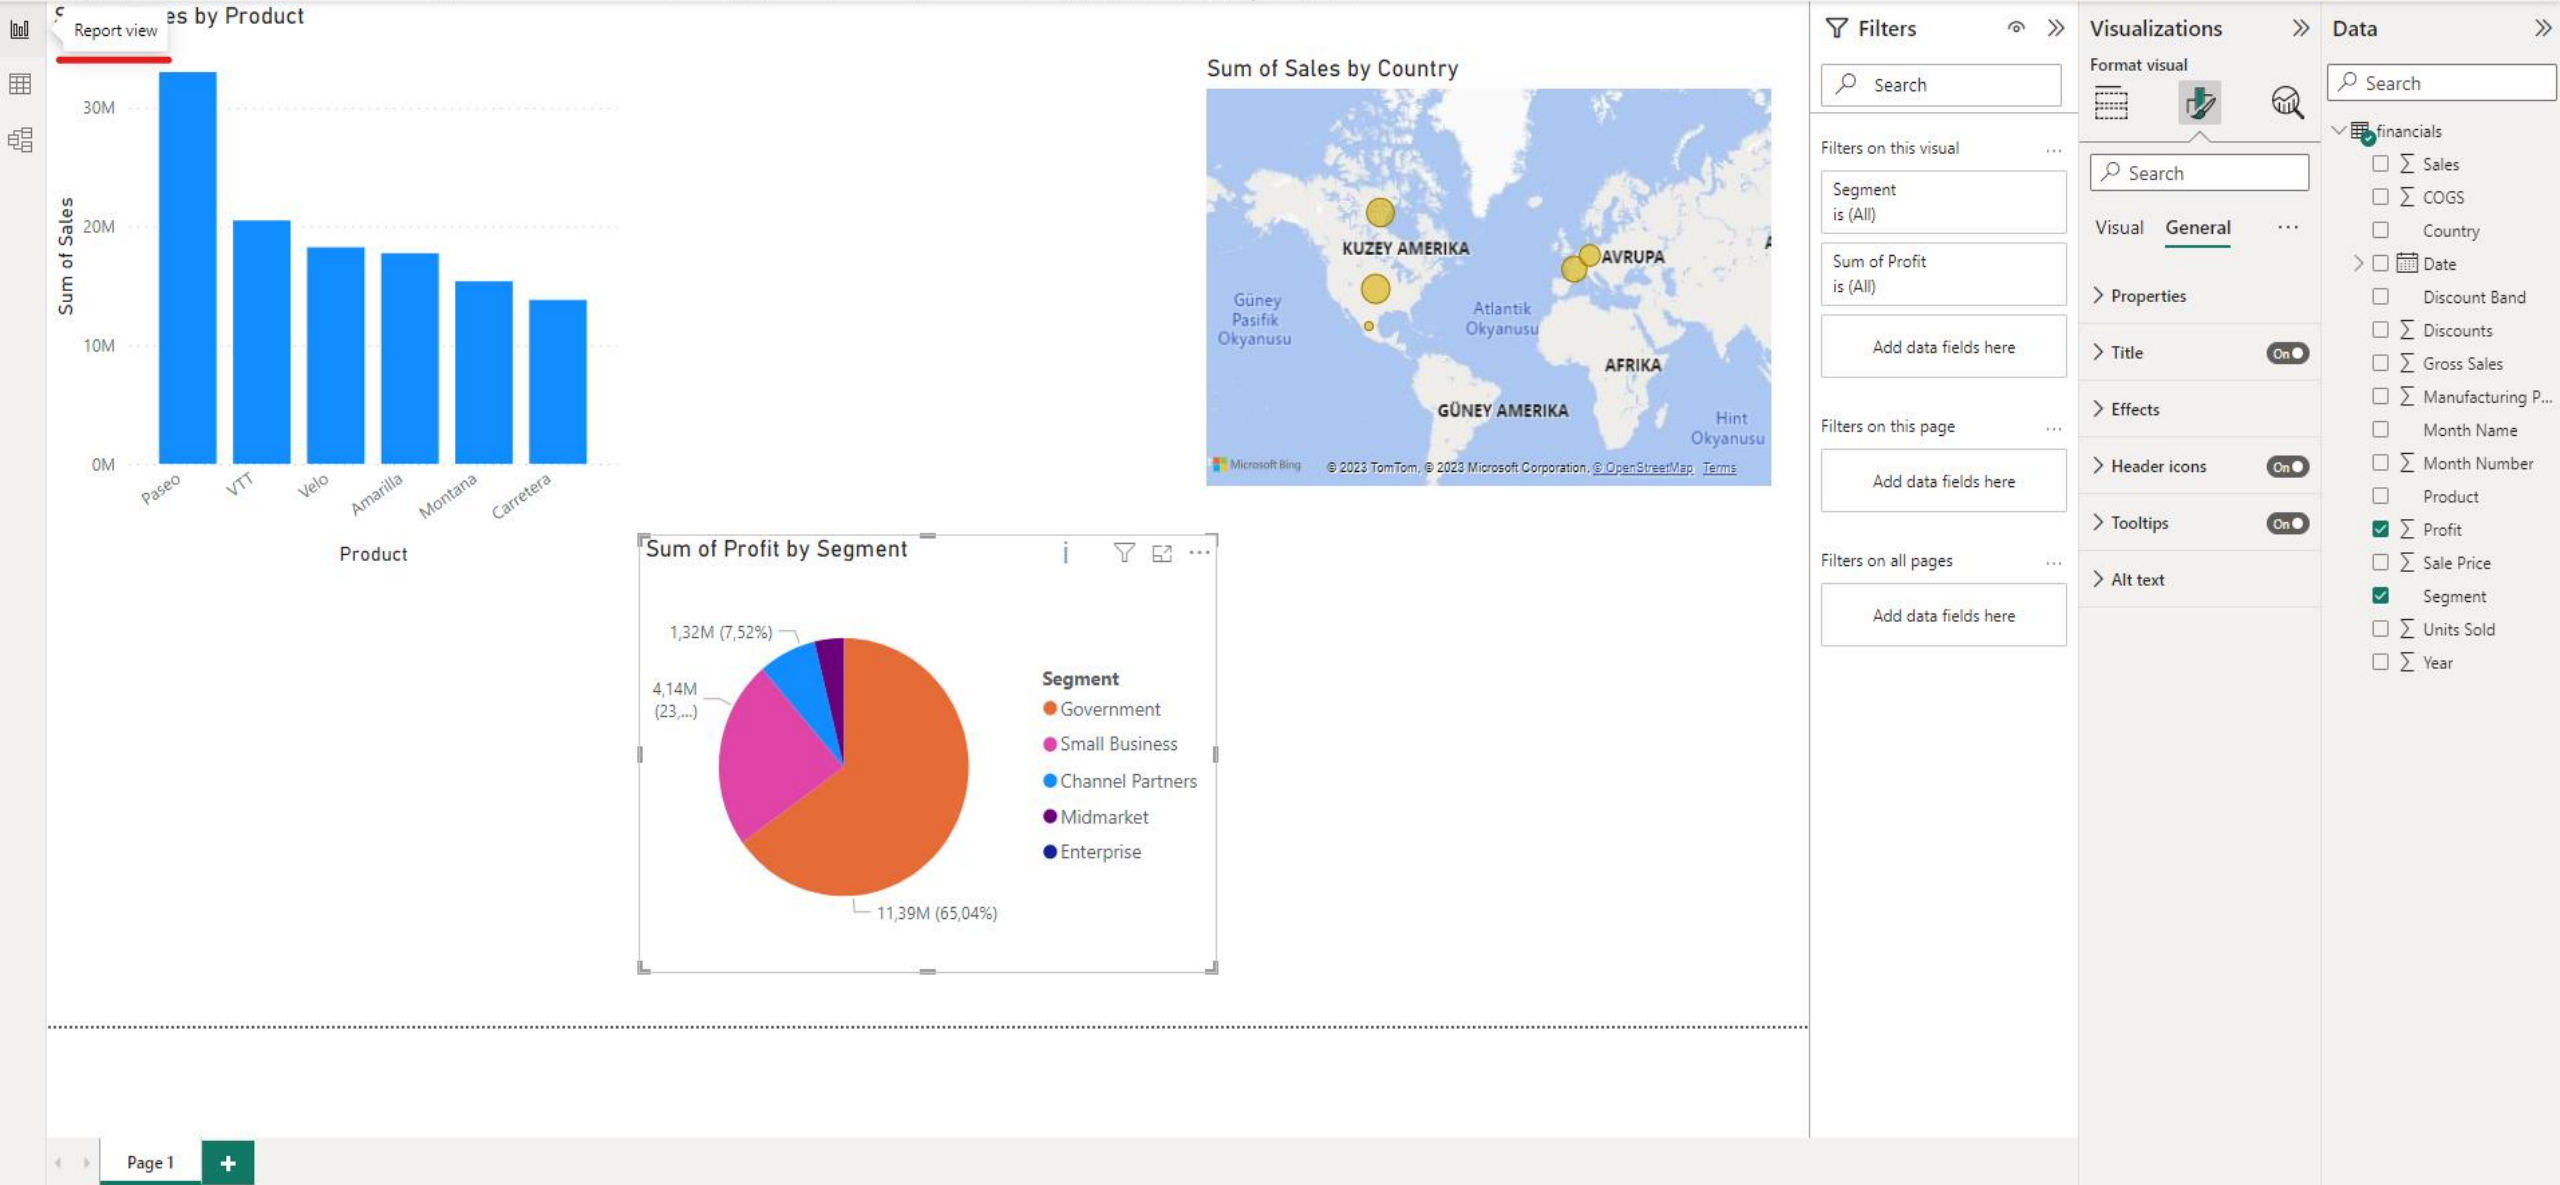 es by Product
Report view
30M
20M
10M
0M
Sum of Sales
Paseo
VTT
Velo
Amarilla
Montana
Carretera
Product
Sum of Sales by Country
KUZEY AMERIKA
AVRUPA
A
Güney
Pasifik
Okyanusu
Atlantik
Okyanusu
AFRIKA
GÜNEY AMERIKA
Hint
Okyanusu
Microsoft Bing
© 2023 TomTom, © 2023 Microsoft Corporation, © OpenStreetMap Terms
Sum of Profit by Segment
1,32M (7,52%)
4,14M
(23,...)
11,39M (65,04%)
Segment
Government
Small Business
Channel Partners
Midmarket
Enterprise
Page 1
Filters
Search
Filters on this visual
Segment
is (All)
Sum of Profit
is (All)
Add data fields here
Filters on this page
Add data fields here
Filters on all pages
Add data fields here
Visualizations
Format visual
Search
Visual General
Properties
Title On
Effects
Header icons On
Tooltips On
Alt text
Data
Search
financials
Sales
COGS
Country
Date
Discount Band
Discounts
Gross Sales
Manufacturing P...
Month Name
Month Number
Product
Profit
Sale Price
Segment
Units Sold
Year